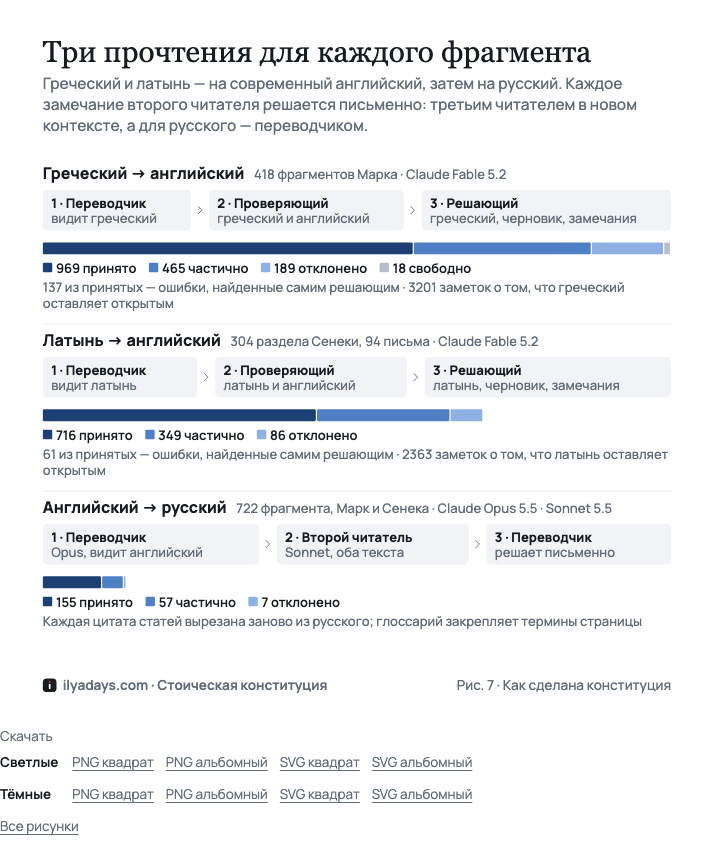 Три прочтения для каждого фрагмента
Греческий и латынь — на современный английский, затем на русский. Каждое
замечание второго читателя решается письменно: третьим читателем в новом
контексте, а для русского — переводчиком.
Греческий → английский 418 фрагментов Марка · Claude Fable 5.2
1 · Переводчик
видит греческий
2 · Проверяющий
греческий и английский
3 · Решающий
греческий, черновик, замечания
969 принято 465 частично 189 отклонено 18 свободно
137 из принятых — ошибки, найденные самим решающим · 3201 заметок о том, что греческий
оставляет открытым
Латынь → английский 304 раздела Сенеки, 94 письма · Claude Fable 5.2
1 · Переводчик
видит латынь
2 · Проверяющий
латынь и английский
3 · Решающий
латынь, черновик, замечания
716 принято 349 частично 86 отклонено
61 из принятых — ошибки, найденные самим решающим · 2363 заметок о том, что латынь оставляет
открытым
Английский → русский 722 фрагмента, Марк и Сенека · Claude Opus 5.5 · Sonnet 5.5
1 · Переводчик
Opus, видит английский
2 · Второй читатель
Sonnet, оба текста
3 · Переводчик
решает письменно
155 принято 57 частично 7 отклонено
Каждая цитата статей вырезана заново из русского; глоссарий закрепляет термины страницы
i ilyadays.com · Стоическая конституция
Рис. 7 · Как сделана конституция
Скачать
Светлые PNG квадрат PNG альбомный SVG квадрат SVG альбомный
Тёмные PNG квадрат PNG альбомный SVG квадрат SVG альбомный
Все рисунки